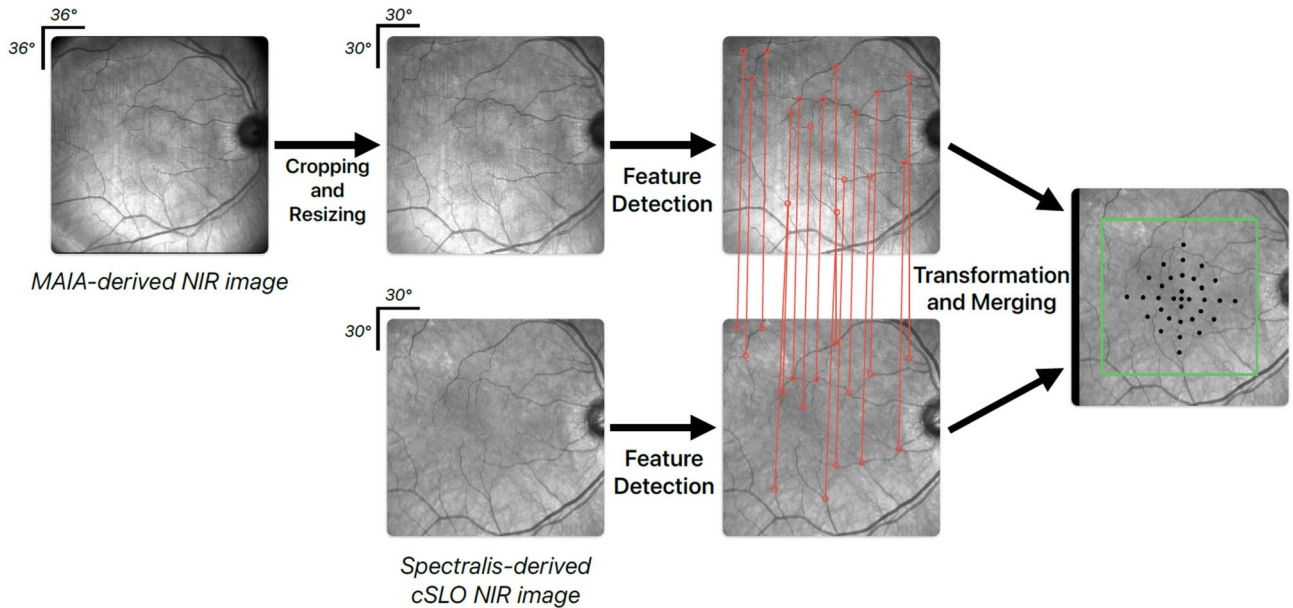 36°
36°
30°
30°
Cropping
and
Resizing
Feature
Detection
MAIA-derived NIR image
Transformation
and Merging
30°
30°
Feature
Detection
Spectralis-derived
cSLO NIR image